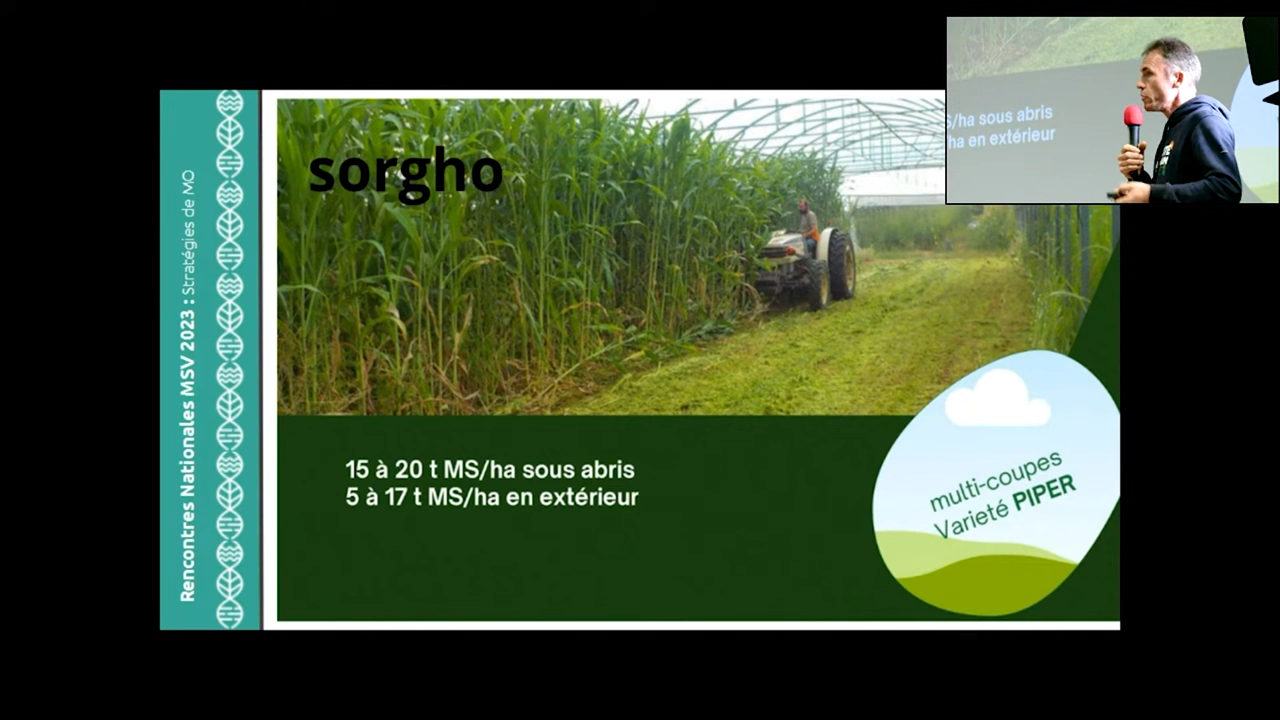 Rencontres Nationales MSV 2023 : Stratégies de MO
sorgho
15 à 20 t MS/ha sous abris
5 à 17 t MS/ha en extérieur
multi-coupes
Varieté PIPER
S/ha sous abris
ha en extérieur